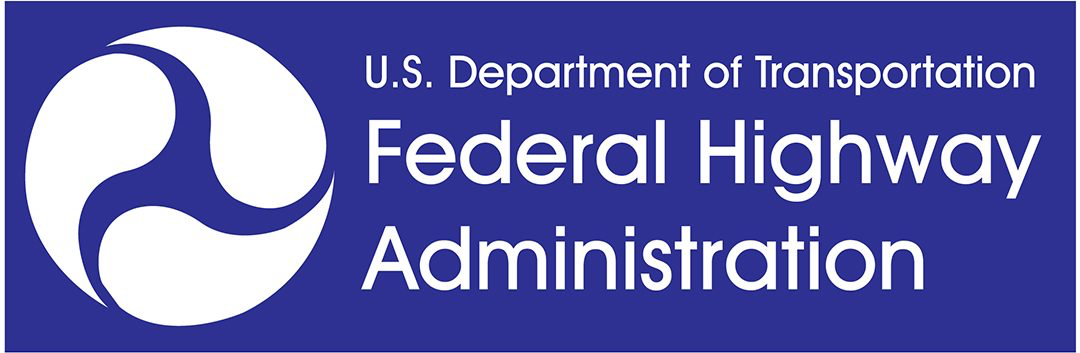 U.S. Department of Transportation
Federal Highway
Administration